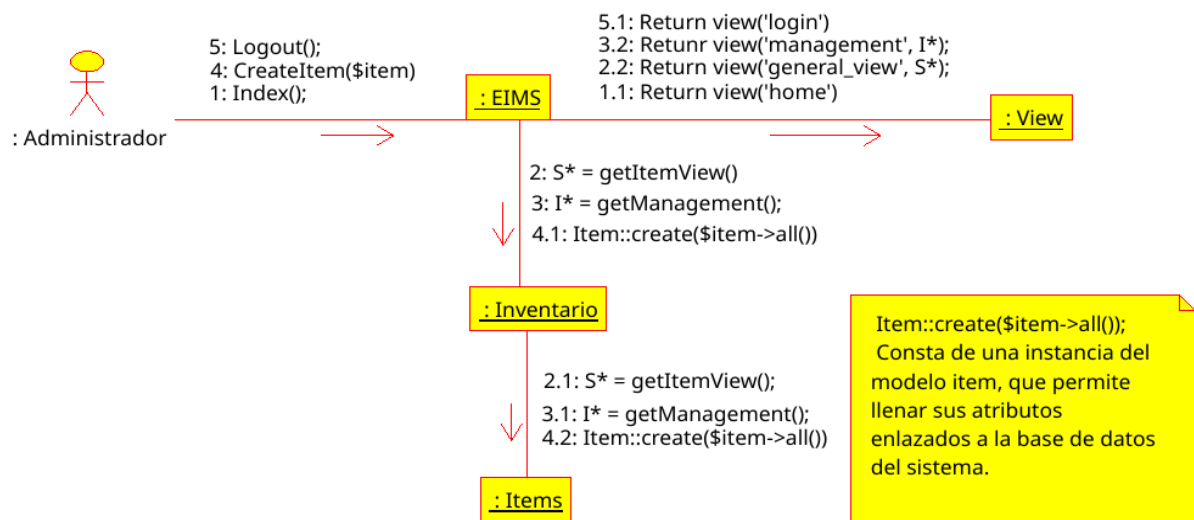 5: Logout();
4: CreateItem($item)
1: Index();
5.1: Return view('login')
3.2: Retunr view('management', I*);
2.2: Return view('general_view', S*);
1.1: Return view('home')
: Administrador
: EIMS
: View
2: S* = getItemView()
3: I* = getManagement();
4.1: Item::create($item->all())
: Inventario
2.1: S* = getItemView();
3.1: I* = getManagement();
4.2: Item::create($item->all())
: Items
Item::create($item->all());
Consta de una instancia del
modelo item, que permite
llenar sus atributos
enlazados a la base de datos
del sistema.